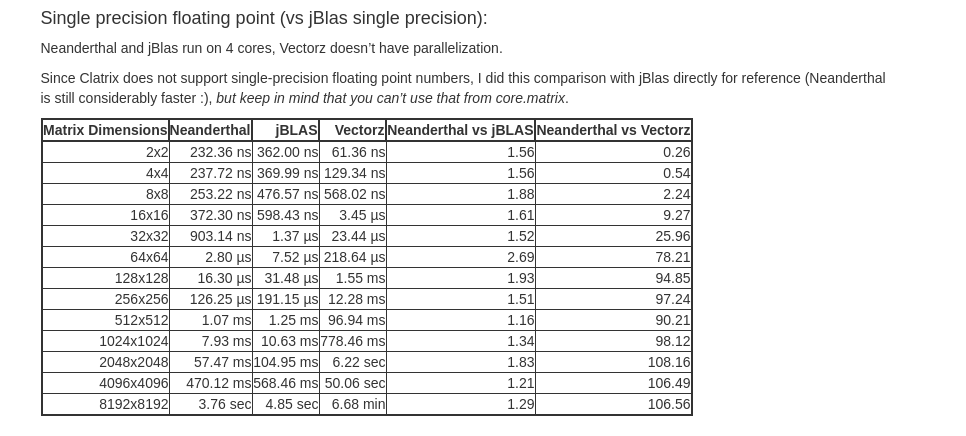 Single precision floating point (vs jBlas single precision):
Neanderthal and jBlas run on 4 cores, Vectorz doesn’t have parallelization.
Since Clatrix does not support single-precision floating point numbers, I did this comparison with jBlas directly for reference (Neanderthal
is still considerably faster :), but keep in mind that you can’t use that from core.matrix.
Matrix Dimensions Neanderthal jBLAS Vectorz Neanderthal vs jBLAS Neanderthal vs Vectorz
2x2 232.36 ns 362.00 ns 61.36 ns 1.56 0.26
4x4 237.72 ns 369.99 ns 129.34 ns 1.56 0.54
8x8 253.22 ns 476.57 ns 568.02 ns 1.88 2.24
16x16 372.30 ns 598.43 ns 3.45 µs 1.61 9.27
32x32 903.14 ns 1.37 µs 23.44 µs 1.52 25.96
64x64 2.80 µs 7.52 µs 218.64 µs 2.69 78.21
128x128 16.30 µs 31.48 µs 1.55 ms 1.93 94.85
256x256 126.25 µs 191.15 µs 12.28 ms 1.51 97.24
512x512 1.07 ms 1.25 ms 96.94 ms 1.16 90.21
1024x1024 7.93 ms 10.63 ms 778.46 ms 1.34 98.12
2048x2048 57.47 ms 104.95 ms 6.22 sec 1.83 108.16
4096x4096 470.12 ms 568.46 ms 50.06 sec 1.21 106.49
8192x8192 3.76 sec 4.85 sec 6.68 min 1.29 106.56